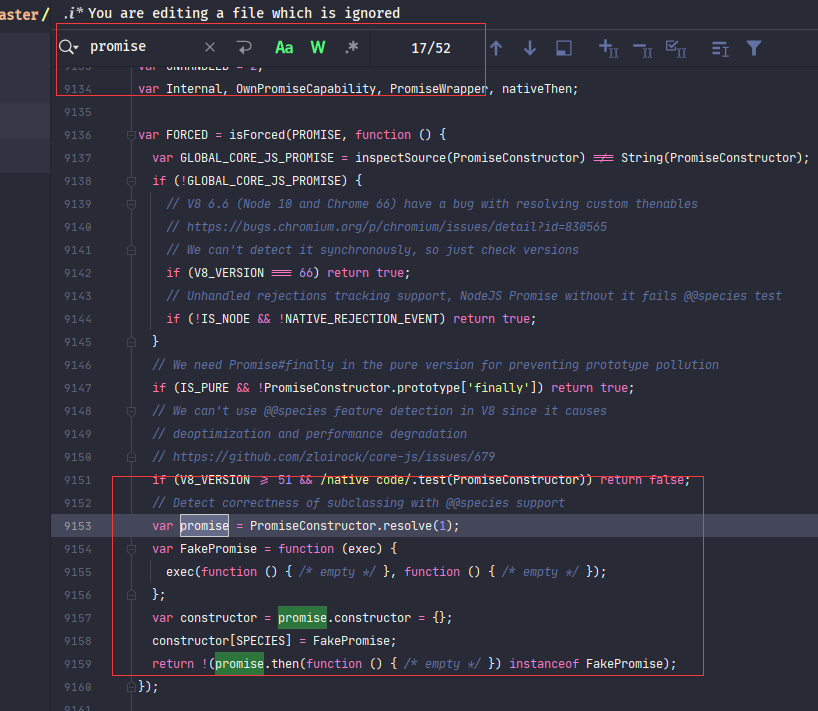 aster/ .i* You are editing a file which is ignored
promise × Aa W .* 17/52
9133 var UNHANDLED = 2;
9134 var Internal, OwnPromiseCapability, PromiseWrapper, nativeThen;
9135
9136 var FORCED = isForced(PROMISE, function () {
9137 var GLOBAL_CORE_JS_PROMISE = inspectSource(PromiseConstructor) !== String(PromiseConstructor);
9138 if (!GLOBAL_CORE_JS_PROMISE) {
9139 // V8 6.6 (Node 10 and Chrome 66) have a bug with resolving custom thenables
9140 // https://bugs.chromium.org/p/chromium/issues/detail?id=830565
9141 // We can't detect it synchronously, so just check versions
9142 if (V8_VERSION === 66) return true;
9143 // Unhandled rejections tracking support, NodeJS Promise without it fails @@species test
9144 if (!IS_NODE && !NATIVE_REJECTION_EVENT) return true;
9145 }
9146 // We need Promise#finally in the pure version for preventing prototype pollution
9147 if (IS_PURE && !PromiseConstructor.prototype['finally']) return true;
9148 // We can't use @@species feature detection in V8 since it causes
9149 // deoptimization and performance degradation
9150 // https://github.com/zloirock/core-js/issues/679
9151 if (V8_VERSION >= 51 && /native code/.test(PromiseConstructor)) return false;
9152 // Detect correctness of subclassing with @@species support
9153 var promise = PromiseConstructor.resolve(1);
9154 var FakePromise = function (exec) {
9155 exec(function () { /* empty */ }, function () { /* empty */ });
9156 };
9157 var constructor = promise.constructor = {};
9158 constructor[SPECIES] = FakePromise;
9159 return !(promise.then(function () { /* empty */ }) instanceof FakePromise);
9160 });
9161